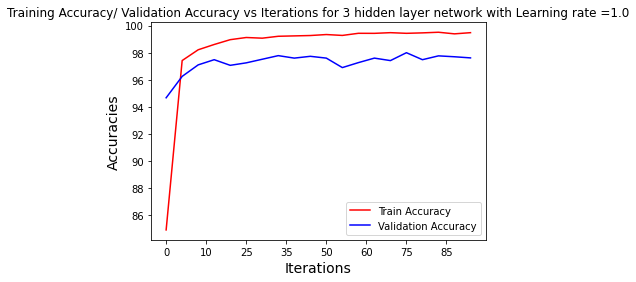 Training Accuracy/ Validation Accuracy vs Iterations for 3 hidden layer network with Learning rate =1.0
100
98
96
94
92
90
88
86
Accuracies
Train Accuracy
Validation Accuracy
0 10 25 35 50 60 75 85
Iterations